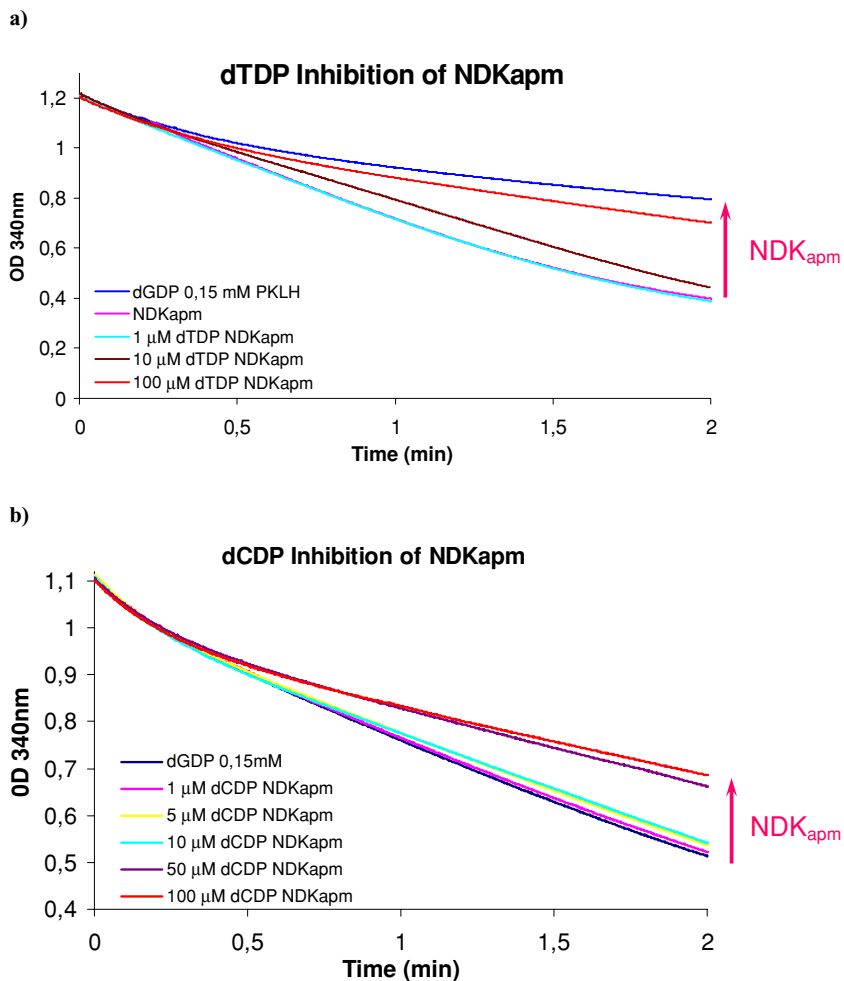 a)
dTDP Inhibition of NDKapm
1,2
1
0,8
0,6
0,4
0,2
0
OD 340nm
dGDP 0,15 mM PKLH
NDKapm
1 μM dTDP NDKapm
10 μM dTDP NDKapm
100 μM dTDP NDKapm
NDKapm
0 0,5 1 1,5 2
Time (min)
b)
dCDP Inhibition of NDKapm
1,1
1
0,9
0,8
0,7
0,6
0,5
0,4
0D 340nm
dGDP 0,15mM
1 μM dCDP NDKapm
5 μM dCDP NDKapm
10 μM dCDP NDKapm
50 μM dCDP NDKapm
100 μM dCDP NDKapm
NDKapm
0 0,5 1 1,5 2
Time (min)